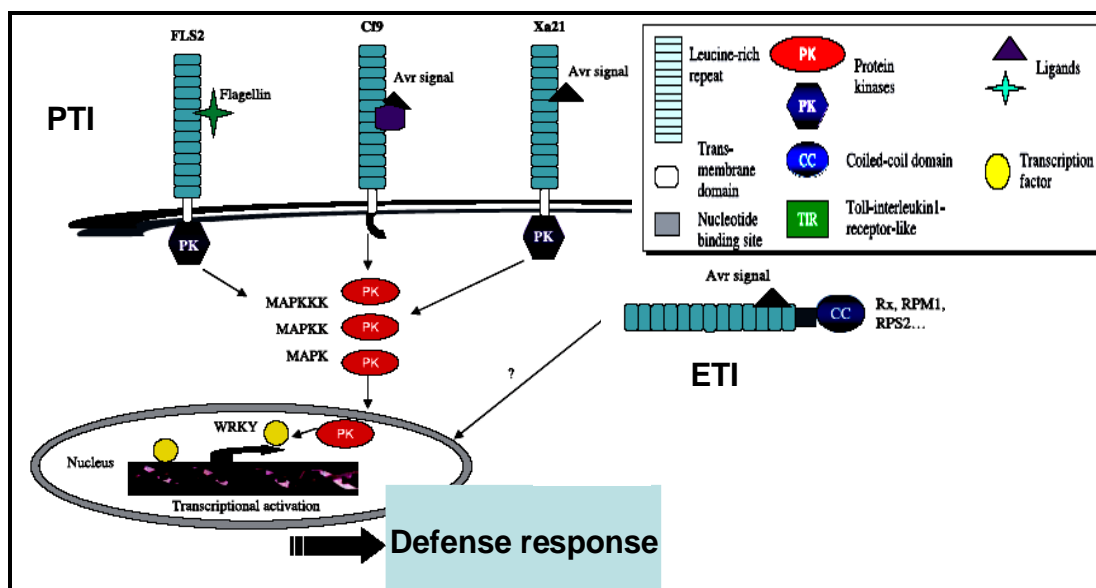 FLS2
Cf9
Xa21
Flagellin
Avr signal
Avr signal
PTI
PK
PK
MAPKKK
PK
MAPKK
PK
MAPK
PK
WRKY
PK
Nucleus
Transcriptional activation
Defense response
?
ETI
Avr signal
CC
Rx, RPM1,
RPS2...
Leucine-rich
repeat
PK
Protein
kinases
PK
Ligands
Trans-
membrane
domain
CC
Coiled-coil domain
Transcription
factor
Nucleotide
binding site
TIR
Toll-interleukin1-
receptor-like